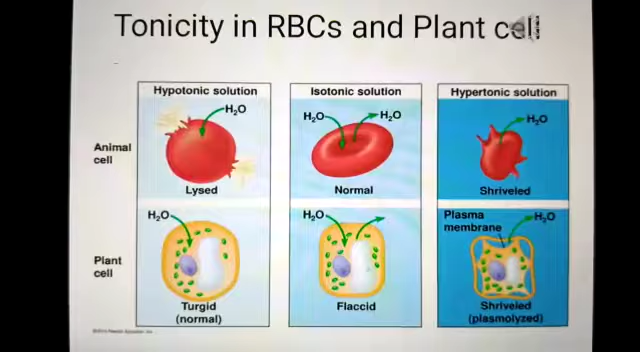 Tonicity in RBCs and Plant cell
Hypotonic solution
Isotonic solution
Hypertonic solution
Animal
cell
H₂O
Lysed
H₂O
H₂O
Normal
H₂O
Shriveled
Plant
cell
H₂O
Turgid
(normal)
H₂O
Flaccid
Plasma
membrane
H₂O
Shriveled
(plasmolyzed)